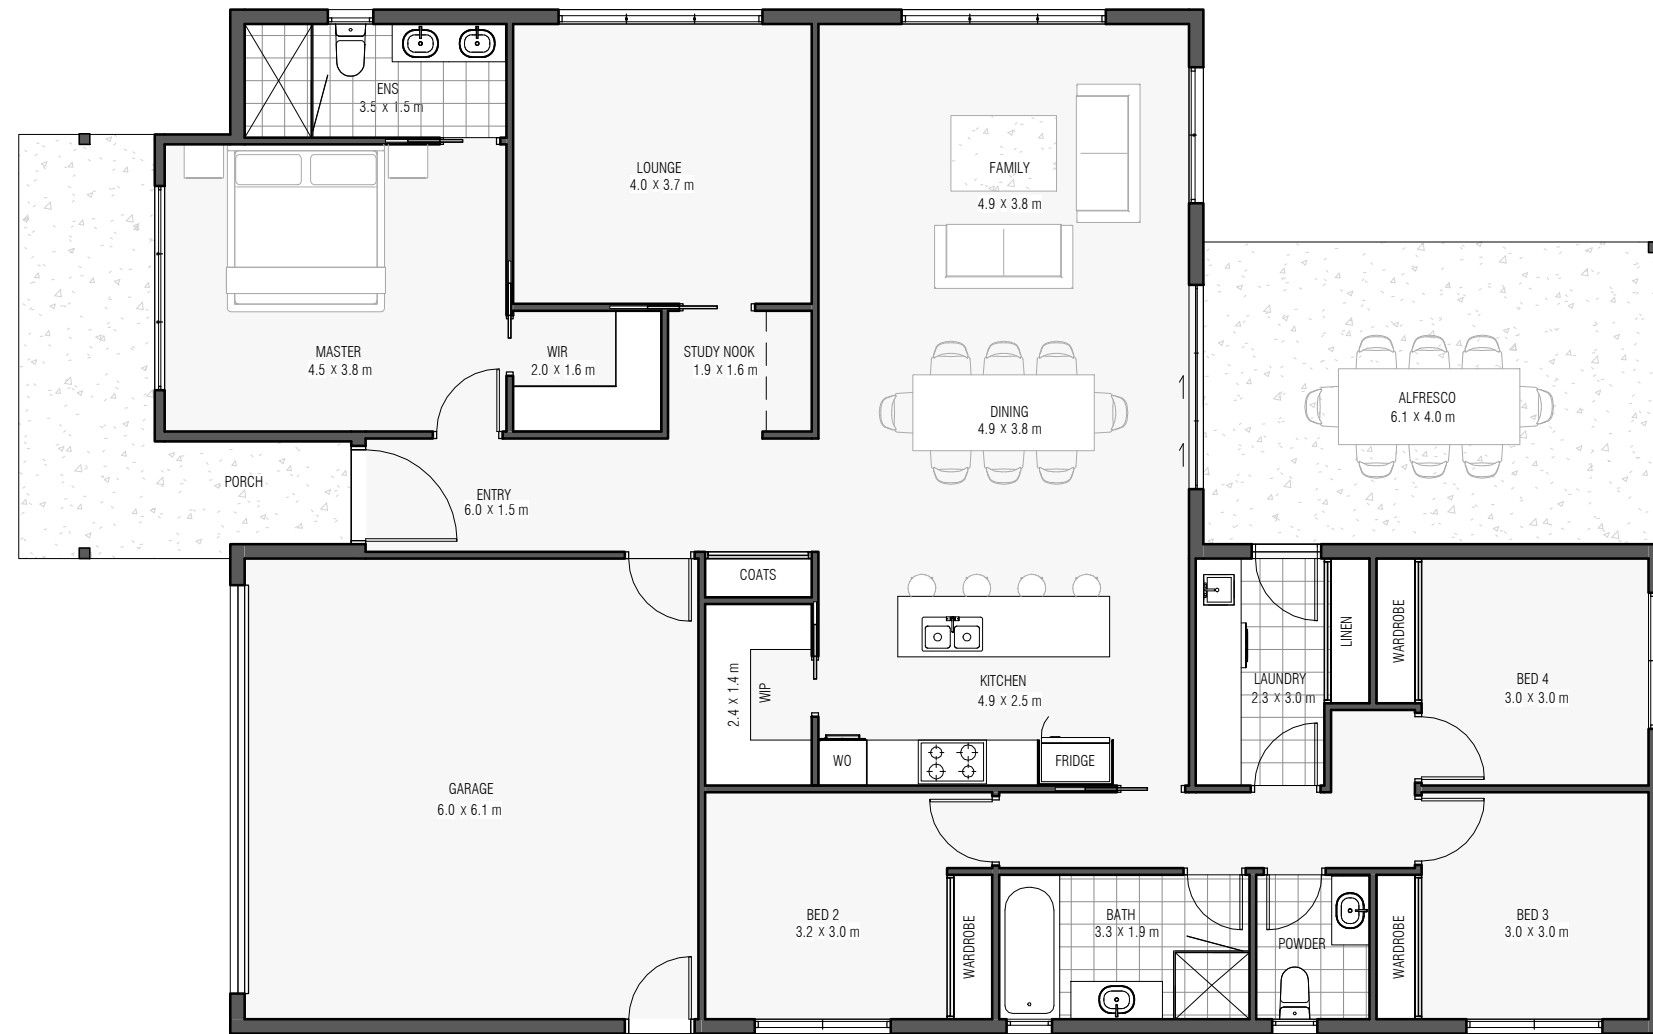 ENS
3.5 x 1.5 m
LOUNGE
4.0 x 3.7 m
FAMILY
4.9 x 3.8 m
MASTER
4.5 x 3.8 m
WIR
2.0 x 1.6 m
STUDY NOOK
1.9 x 1.6 m
DINING
4.9 x 3.8 m
ALFRESCO
6.1 x 4.0 m
PORCH
ENTRY
6.0 x 1.5 m
COATS
2.4 x 1.4 m
WIP
KITCHEN
4.9 x 2.5 m
WO
FRIDGE
LAUNDRY
2.3 x 3.0 m
LINEN
WARDROBE
BED 4
3.0 x 3.0 m
GARAGE
6.0 x 6.1 m
BED 2
3.2 x 3.0 m
WARDROBE
BATH
3.3 x 1.9 m
POWDER
WARDROBE
BED 3
3.0 x 3.0 m